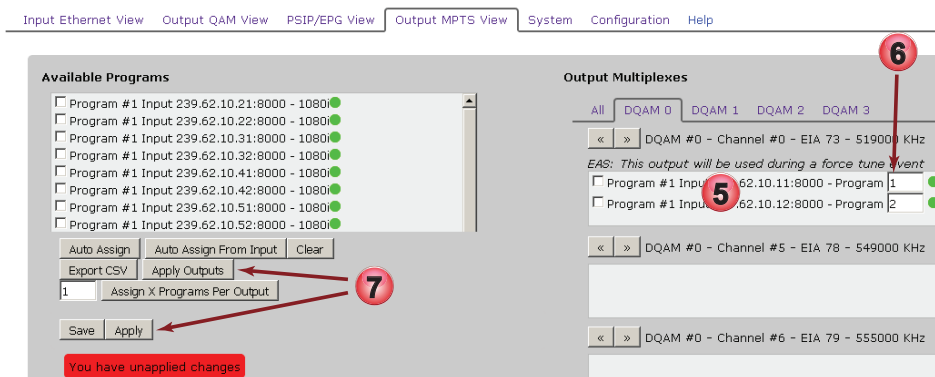 Input Ethernet View Output QAM View PSIP/EPG View Output MPTS View System Configuration Help
Available Programs
Program #1 Input 239.62.10.21:8000 - 1080i
Program #1 Input 239.62.10.22:8000 - 1080i
Program #1 Input 239.62.10.31:8000 - 1080i
Program #1 Input 239.62.10.32:8000 - 1080i
Program #1 Input 239.62.10.41:8000 - 1080i
Program #1 Input 239.62.10.42:8000 - 1080i
Program #1 Input 239.62.10.51:8000 - 1080i
Program #1 Input 239.62.10.52:8000 - 1080i
Auto Assign Auto Assign From Input Clear
Export CSV Apply Outputs
1 Assign X Programs Per Output
Save Apply
You have unapplied changes
7
6
Output Multiplexes
All DQAM 0 DQAM 1 DQAM 2 DQAM 3
« » DQAM #0 - Channel #0 - EIA 73 - 519000 KHz
EAS: This output will be used during a force tune event
Program #1 Input 62.10.11:8000 - Program 1
Program #1 Inpu 62.10.12:8000 - Program 2
5
« » DQAM #0 - Channel #5 - EIA 78 - 549000 KHz
« » DQAM #0 - Channel #6 - EIA 79 - 555000 KHz